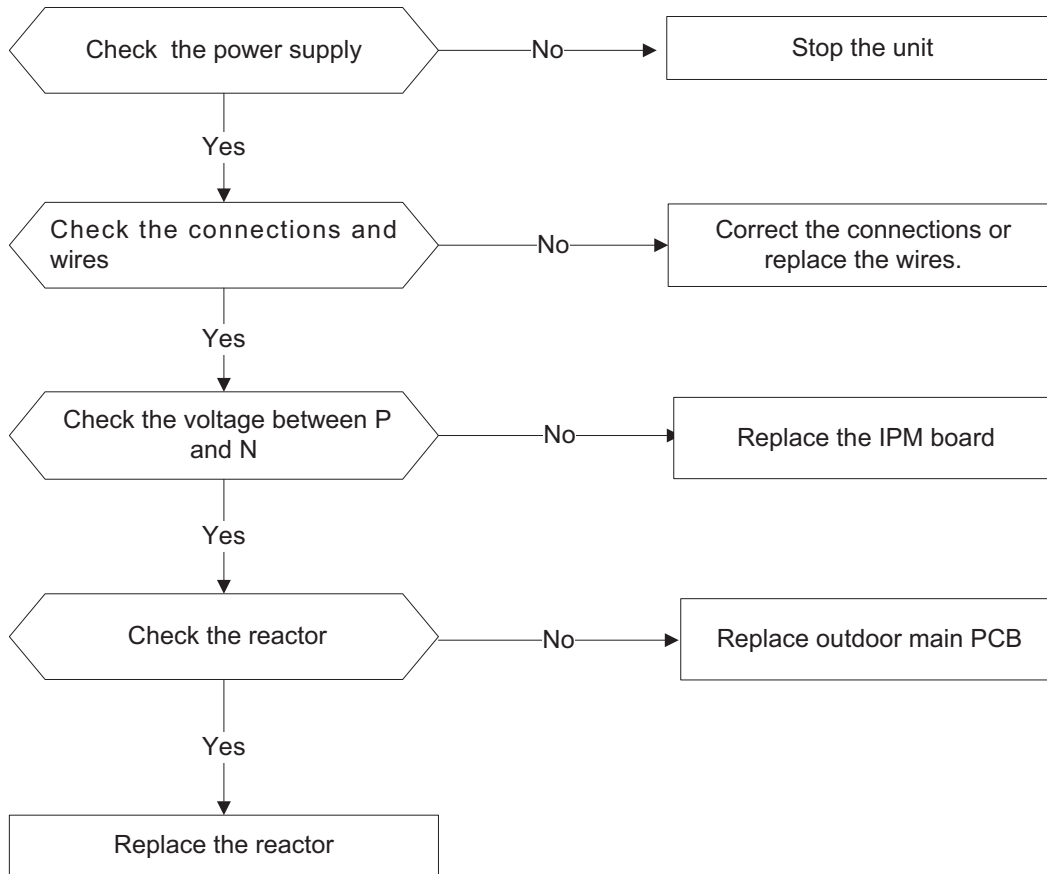 Check the power supply
No
Stop the unit
Yes
Check the connections and
wires
No
Correct the connections or
replace the wires.
Yes
Check the voltage between P
and N
No
Replace the IPM board
Yes
Check the reactor
No
Replace outdoor main PCB
Yes
Replace the reactor